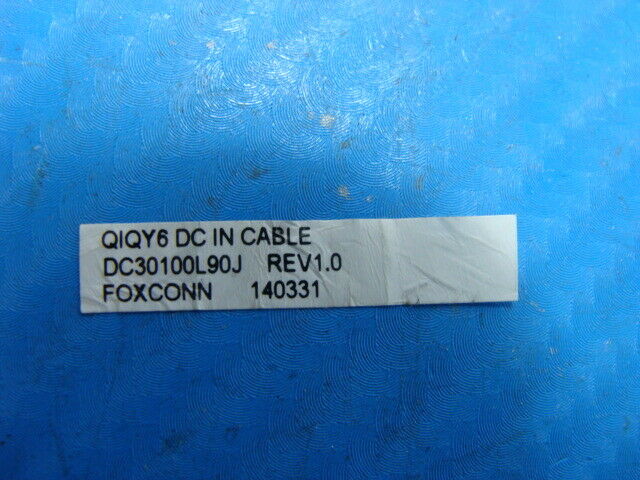 QIQY6 DC IN CABLE
DC30100L90J REV1.0
FOXCONN 140331